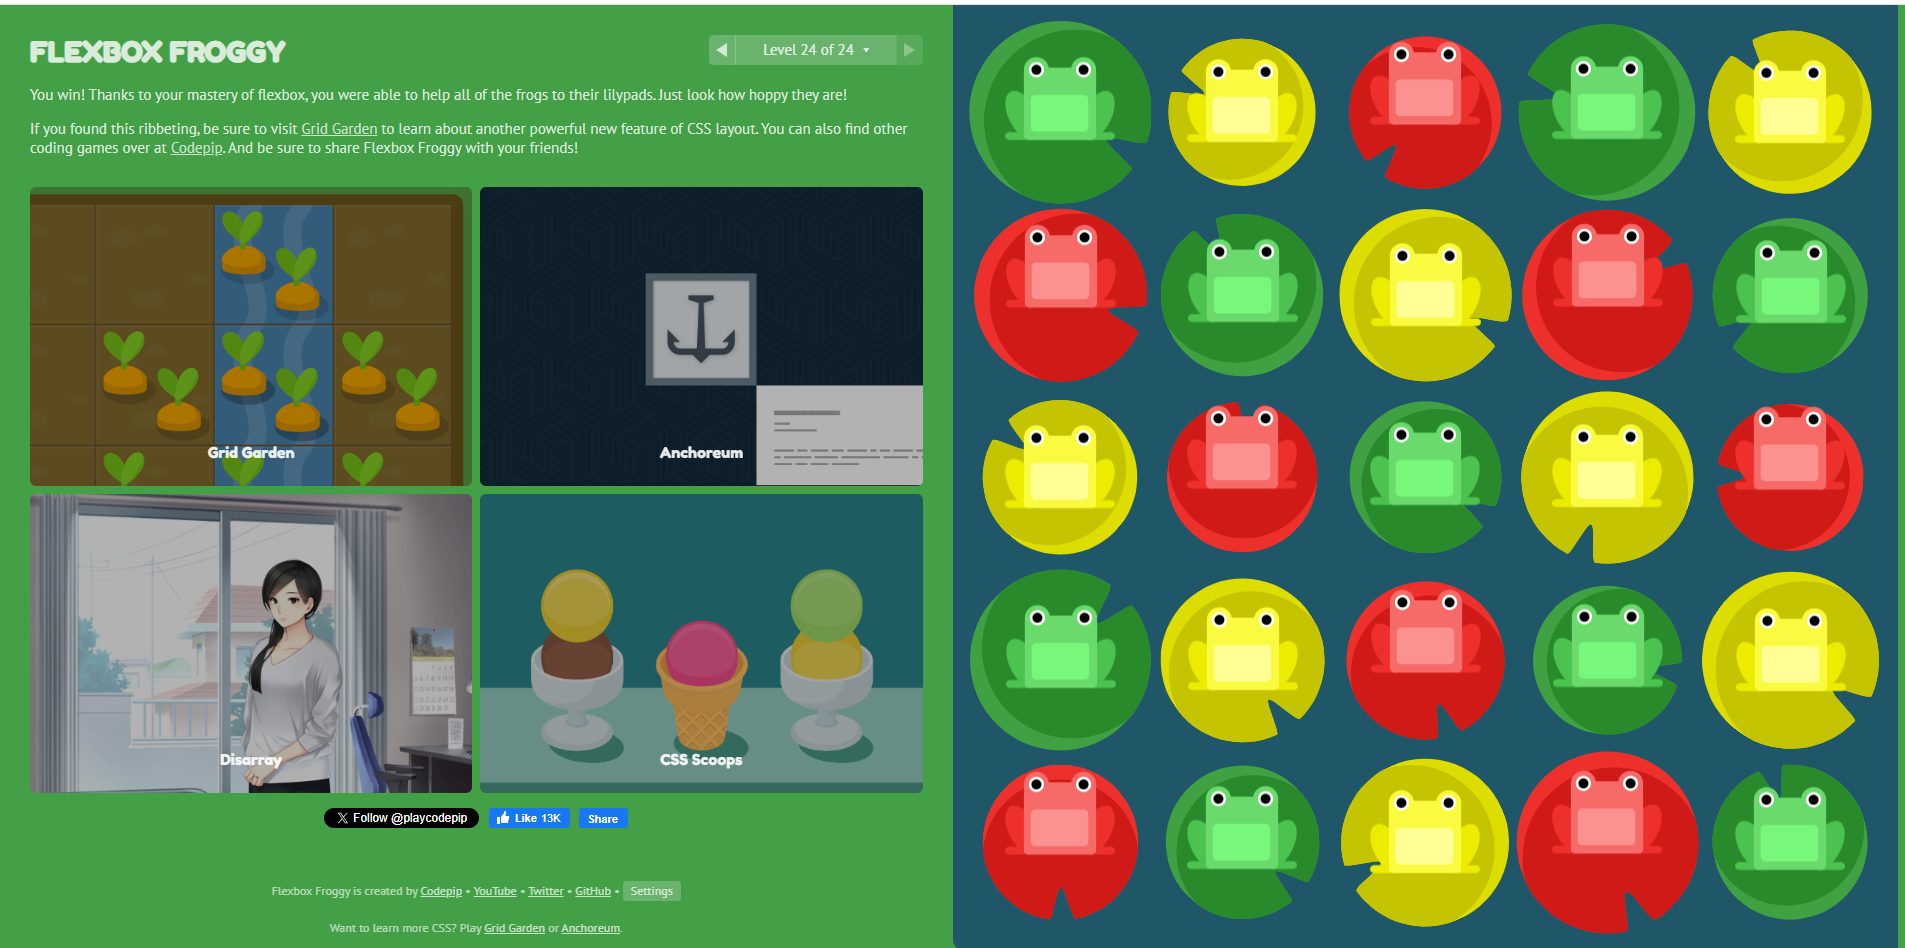 FLEXBOX FROGGY
◀ Level 24 of 24 ▼ ▶
You win! Thanks to your mastery of flexbox, you were able to help all of the frogs to their lilypads. Just look how hoppy they are!
If you found this ribbeting, be sure to visit Grid Garden to learn about another powerful new feature of CSS layout. You can also find other
coding games over at Codepip. And be sure to share Flexbox Froggy with your friends!
Grid Garden
Anchoreum
Disarray
CSS Scoops
Follow @playcodepip
Like 13K
Share
Flexbox Froggy is created by Codepip • YouTube • Twitter • GitHub • Settings
Want to learn more CSS? Play Grid Garden or Anchoreum.